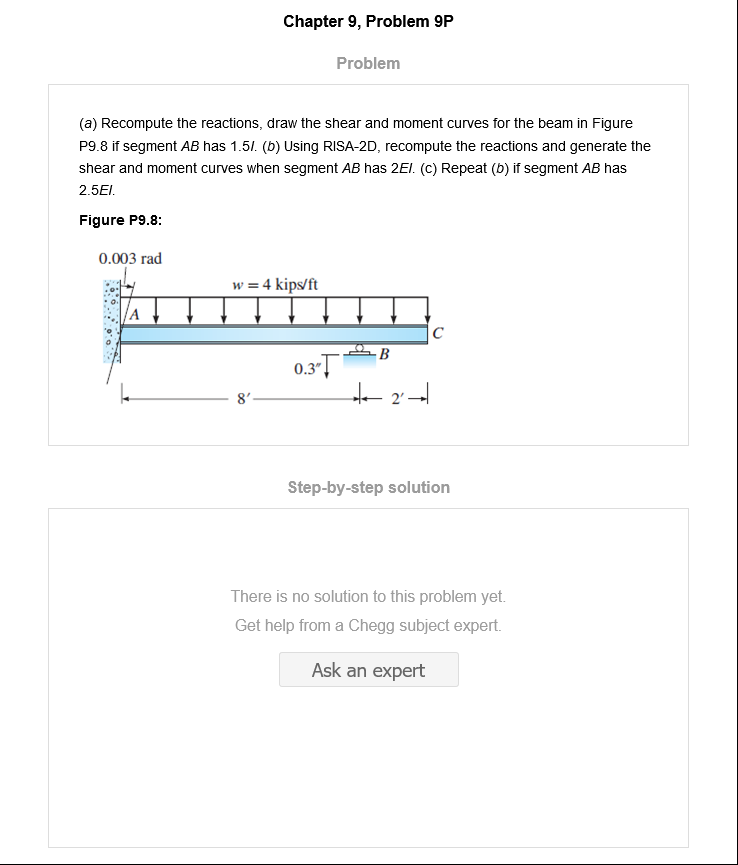 Chapter 9, Problem 9P
Problem
(a) Recompute the reactions, draw the shear and moment curves for the beam in Figure
P9.8 if segment AB has 1.5I. (b) Using RISA-2D, recompute the reactions and generate the
shear and moment curves when segment AB has 2EI. (c) Repeat (b) if segment AB has
2.5EI.
Figure P9.8:
0.003 rad
w = 4 kips/ft
A
C
B
0.3″
8′
2′
Step-by-step solution
There is no solution to this problem yet.
Get help from a Chegg subject expert.
Ask an expert